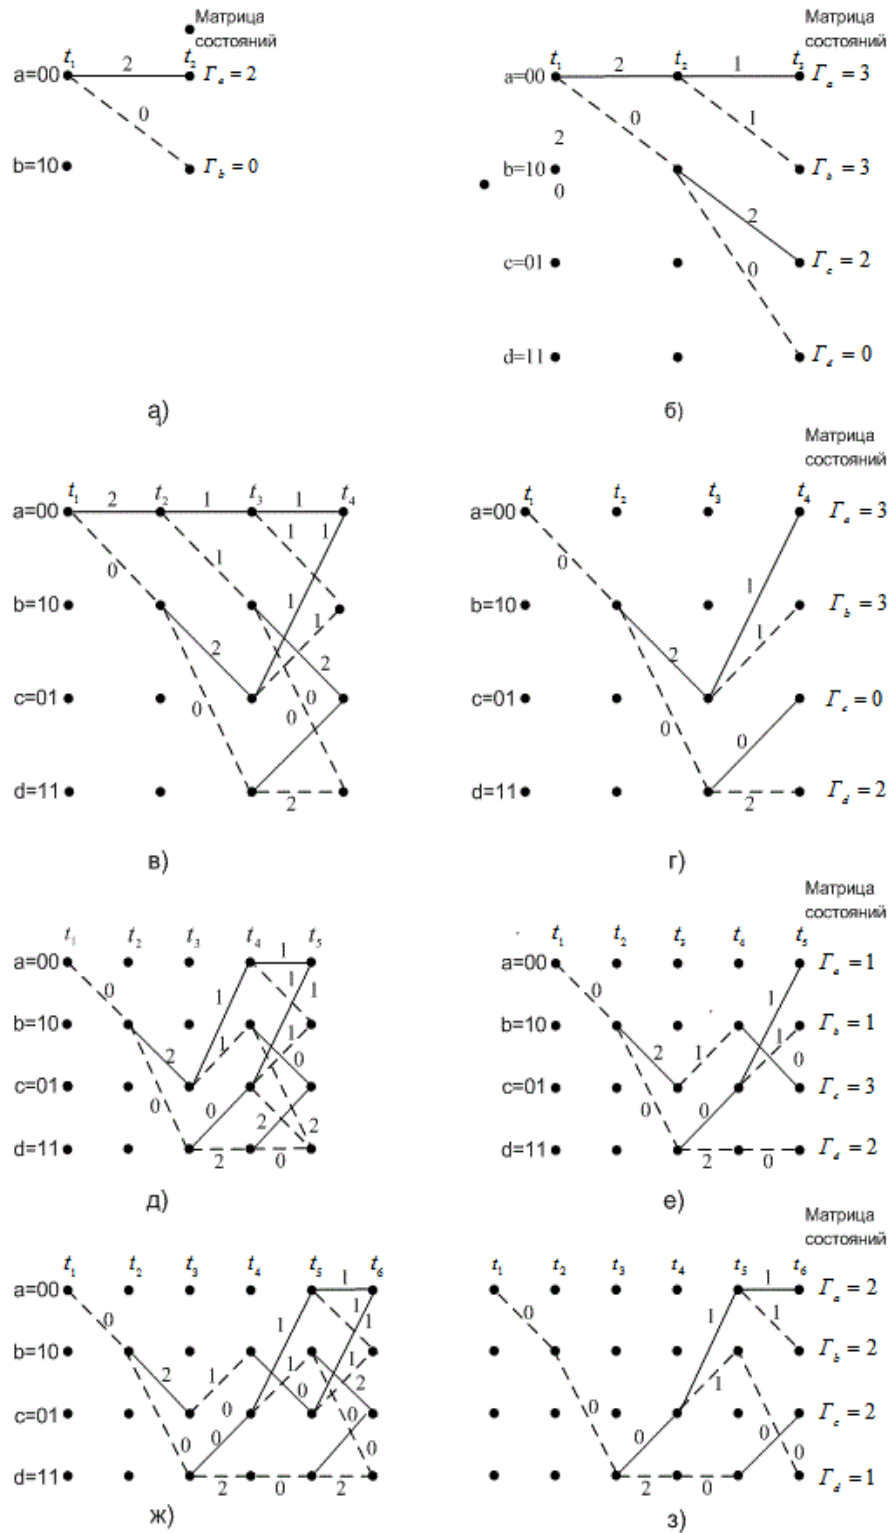 Матрица
состояний
t₁ t₂
a=00 2 Γₐ = 2
0
b=10 Γ_b = 0
а)
4
Матрица
состояний
t₁ t₂ t₃
a=00 2 1 Γₐ = 3
0 1
2
b=10 Γ_b = 3
0
2
c=01 Γ_c = 2
0
d=11 Γ_d = 0
б)
t₁ t₂ t₃ t₄
a=00 2 1 1
1 1
0 1
b=10 1 1
2 2
c=01
0 0 0
d=11 2
в)
Матрица
состояний
t₁ t₂ t₃ t₄
a=00 Γₐ = 3
0 1
b=10 1 Γ_b = 3
2
c=01 Γ_c = 0
0 0
d=11 2 Γ_d = 2
г)
t₁ t₂ t₃ t₄ t₅
a=00 1
0 1 1 1
b=10 1 1
2 0
c=01
0 0 2 2
d=11 2 0
д)
Матрица
состояний
t₁ t₂ t₃ t₄ t₅
a=00 Γₐ = 1
0 1
b=10 1 1 Γ_b = 1
2 0
c=01 Γ_c = 3
0 0
d=11 2 0 Γ_d = 2
е)
t₁ t₂ t₃ t₄ t₅ t₆
a=00 1
0 1 1 1
b=10
2 1 1 1 2
0
c=01 0 0
0 0 0
d=11 2 0 2
ж)
Матрица
состояний
t₁ t₂ t₃ t₄ t₅ t₆
1 Γₐ = 2
0 1 1
Γ_b = 2
1
0 Γ_c = 2
0 0 0
2 0 Γ_d = 1
з)